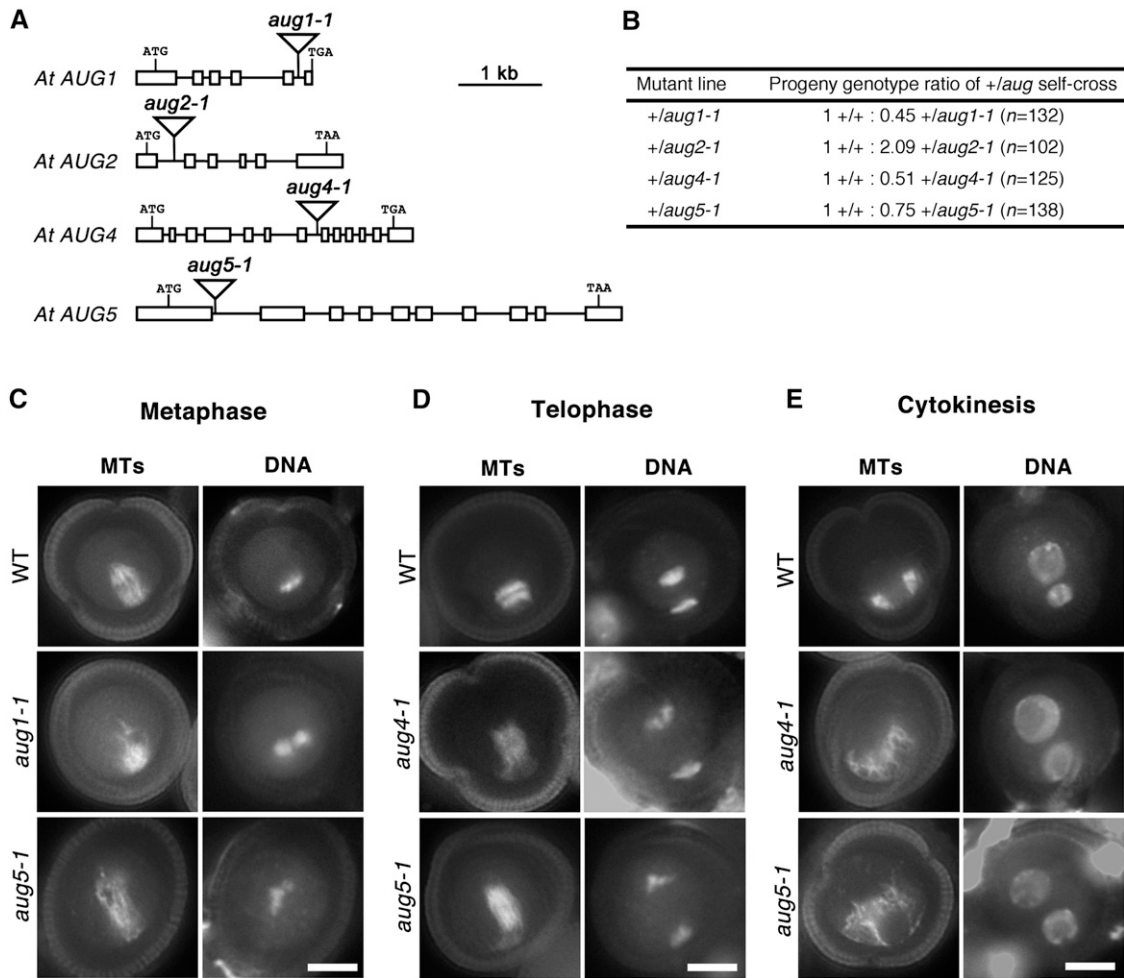 A
B
aug1-1
ATG
TGA
At AUG1
1 kb
aug2-1
ATG
TAA
At AUG2
aug4-1
ATG
TGA
At AUG4
aug5-1
ATG
TAA
At AUG5
Mutant line Progeny genotype ratio of +/aug self-cross
+/aug1-1 1 +/+ : 0.45 +/aug1-1 (n=132)
+/aug2-1 1 +/+ : 2.09 +/aug2-1 (n=102)
+/aug4-1 1 +/+ : 0.51 +/aug4-1 (n=125)
+/aug5-1 1 +/+ : 0.75 +/aug5-1 (n=138)
C Metaphase
MTs DNA
WT
aug1-1
aug5-1
D Telophase
MTs DNA
WT
aug4-1
aug5-1
E Cytokinesis
MTs DNA
WT
aug4-1
aug5-1